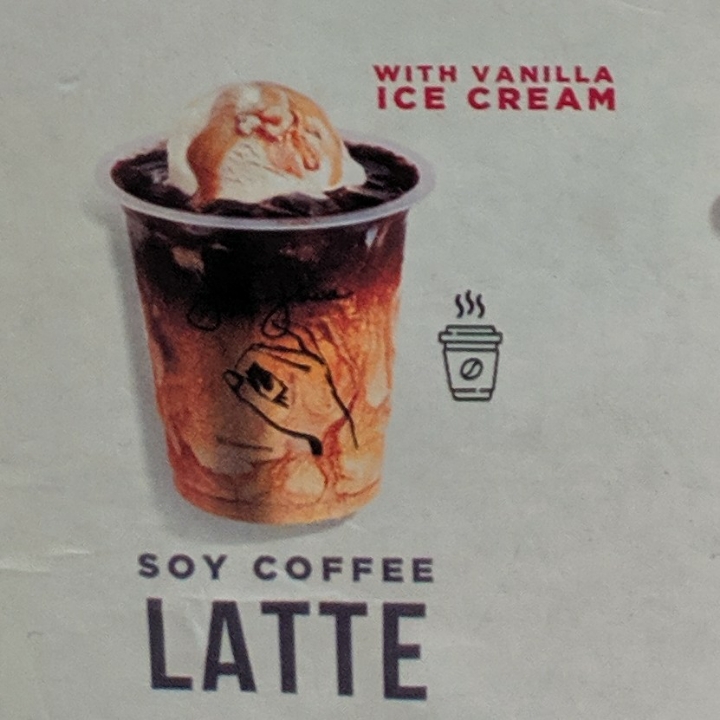 WITH VANILLA
ICE CREAM
SOY COFFEE
LATTE